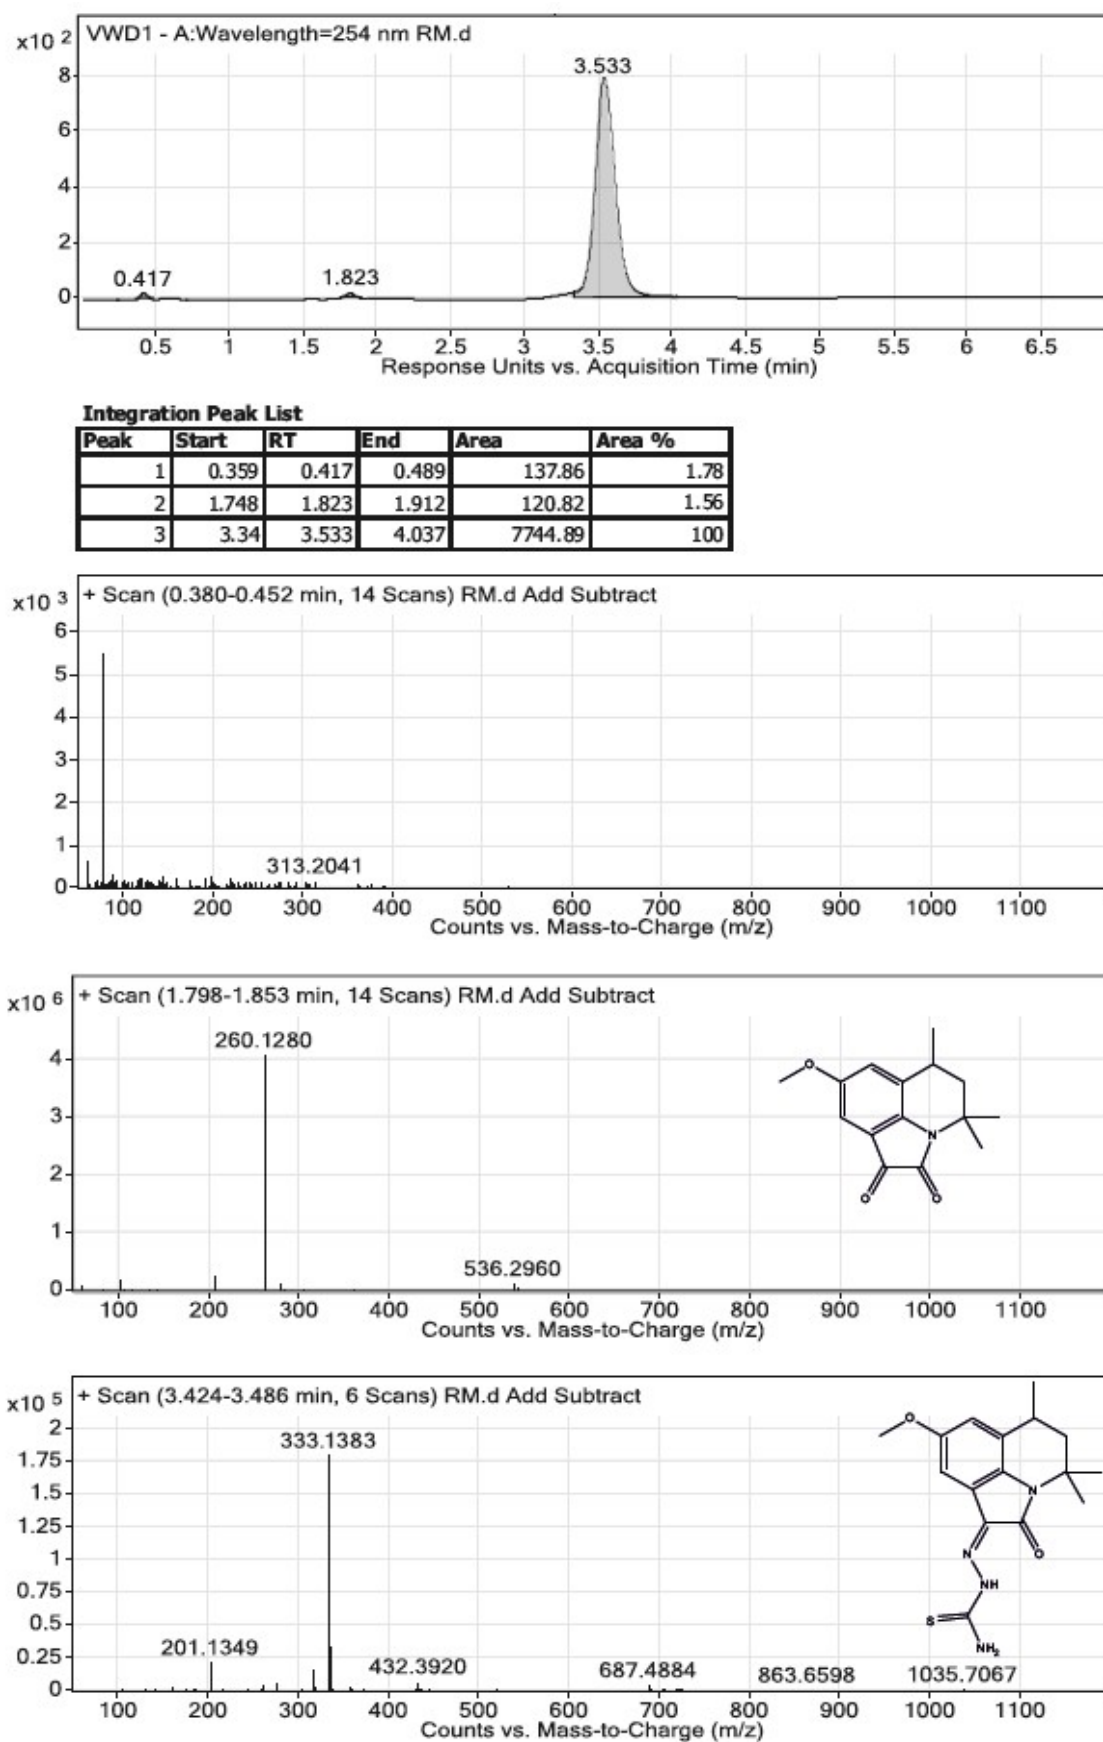 x10 2
VWD1 - A:Wavelength=254 nm RM.d
3.533
8
6
4
2
0.417
1.823
0
0.5 1 1.5 2 2.5 3 3.5 4 4.5 5 5.5 6 6.5
Response Units vs. Acquisition Time (min)
Integration Peak List
Peak Start RT End Area Area %
1 0.359 0.417 0.489 137.86 1.78
2 1.748 1.823 1.912 120.82 1.56
3 3.34 3.533 4.037 7744.89 100
x10 3
+ Scan (0.380-0.452 min, 14 Scans) RM.d Add Subtract
6
5
4
3
2
1
313.2041
0
100 200 300 400 500 600 700 800 900 1000 1100
Counts vs. Mass-to-Charge (m/z)
x10 6
+ Scan (1.798-1.853 min, 14 Scans) RM.d Add Subtract
260.1280
4
O
3
N
2
O O
1
536.2960
0
100 200 300 400 500 600 700 800 900 1000 1100
Counts vs. Mass-to-Charge (m/z)
x10 5
+ Scan (3.424-3.486 min, 6 Scans) RM.d Add Subtract
2
O
333.1383
1.75
1.5
N
1.25
1
N O
0.75
NH
0.5
S
NH2
0.25
201.1349
432.3920
687.4884
863.6598
1035.7067
0
100 200 300 400 500 600 700 800 900 1000 1100
Counts vs. Mass-to-Charge (m/z)